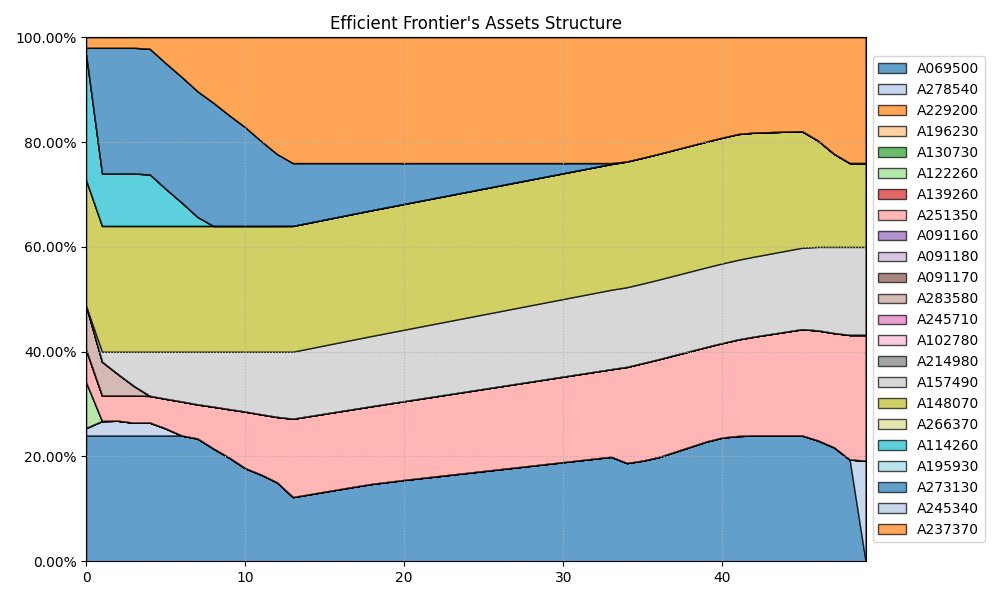 Efficient Frontier's Assets Structure
100.00%
80.00%
60.00%
40.00%
20.00%
0.00%
0
10
20
30
40
A069500
A278540
A229200
A196230
A130730
A122260
A139260
A251350
A091160
A091180
A091170
A283580
A245710
A102780
A214980
A157490
A148070
A266370
A114260
A195930
A273130
A245340
A237370